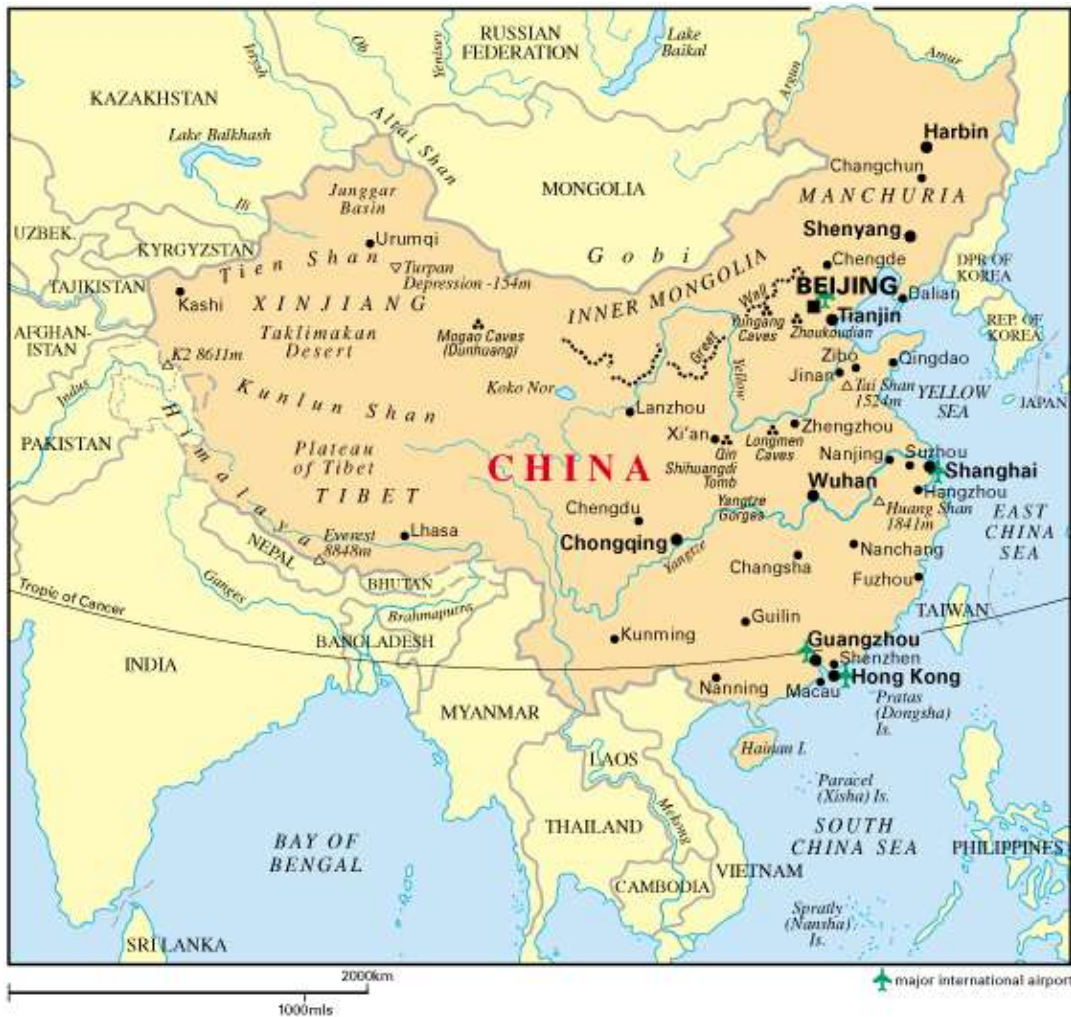 RUSSIAN
FEDERATION
Lake
Baikal
Irtysh
Ob
Yenisey
Argun
Amur
KAZAKHSTAN
Lake Balkhash
Altai Shan
Harbin
Changchun
MONGOLIA
MANCHURIA
Junggar
Basin
Ili
UZBEK.
KYRGYZSTAN
Urumqi
Gobi
Shenyang
Tien Shan
Turpan
Depression -154m
Chengde
DPR OF
KOREA
TAJIKISTAN
Kashi
XINJIANG
INNER MONGOLIA
Wall
BEIJING
Dalian
Taklimakan
Desert
Mogao Caves
(Dunhuang)
Great
Yungang
Caves
Zhoukoudian
Tianjin
REP. OF
KOREA
AFGHAN-
ISTAN
K2 8611m
Zibo
Qingdao
Jinan
Tai Shan
1524m
YELLOW
SEA
JAPAN
Indus
Kunlun Shan
Koko Nor
Yellow
Lanzhou
PAKISTAN
Himalaya
Plateau
of Tibet
TIBET
CHINA
Xi'an
Qin
Shihuangdi
Tomb
Longmen
Caves
Zhengzhou
Nanjing
Suzhou
Shanghai
Wuhan
Hangzhou
Huang Shan
1841m
Yangtze
Gorges
EAST
CHINA
SEA
Chengdu
Everest
8848m
Lhasa
Chongqing
Yangtze
Changsha
Nanchang
NEPAL
BHUTAN
Fuzhou
Tropic of Cancer
Ganges
Brahmaputra
TAIWAN
BANGLADESH
Guilin
INDIA
Kunming
Guangzhou
Shenzhen
Hong Kong
Nanning
Macau
Pratas
(Dongsha)
Is.
MYANMAR
Hainan I.
LAOS
Paracel
(Xisha) Is.
Mekong
THAILAND
SOUTH
CHINA SEA
PHILIPPINES
BAY OF
BENGAL
VIETNAM
CAMBODIA
Spratly
(Nansha)
Is.
SRI LANKA
2000km
1000mls
major international airport